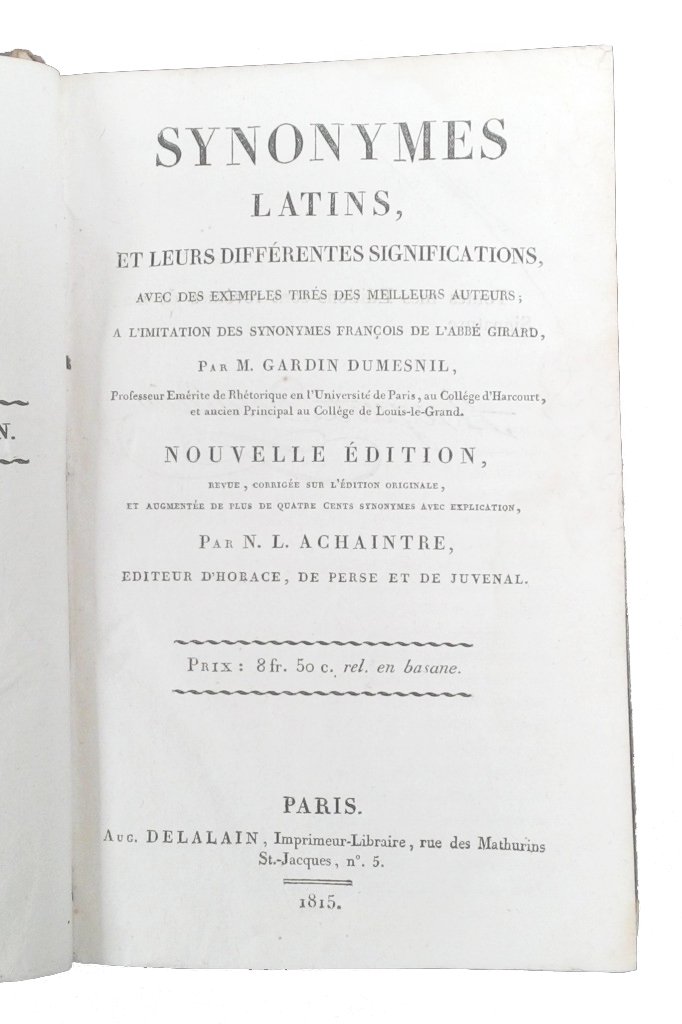 SYNONYMES
LATINS,
ET LEURS DIFFÉRENTES SIGNIFICATIONS,
AVEC DES EXEMPLES TIRÉS DES MEILLEURS AUTEURS;
A L'IMITATION DES SYNONYMES FRANÇOIS DE L'ABBÉ GIRARD,
PAR M. GARDIN DUMESNIL,
Professeur Emérite de Rhétorique en l'Université de Paris, au Collége d'Harcourt,
et ancien Principal au Collége de Louis-le-Grand.
NOUVELLE ÉDITION,
REVUE, CORRIGÉE SUR L'ÉDITION ORIGINALE,
ET AUGMENTÉE DE PLUS DE QUATRE CENTS SYNONYMES AVEC EXPLICATION,
PAR N. L. ACHAINTRE,
EDITEUR D'HORACE, DE PERSE ET DE JUVENAL.
PRIX: 8 fr. 50 c. rel. en basane.
PARIS.
AUG. DELALAIN, Imprimeur-Libraire, rue des Mathurins
St.-Jacques, n°. 5.
1815.